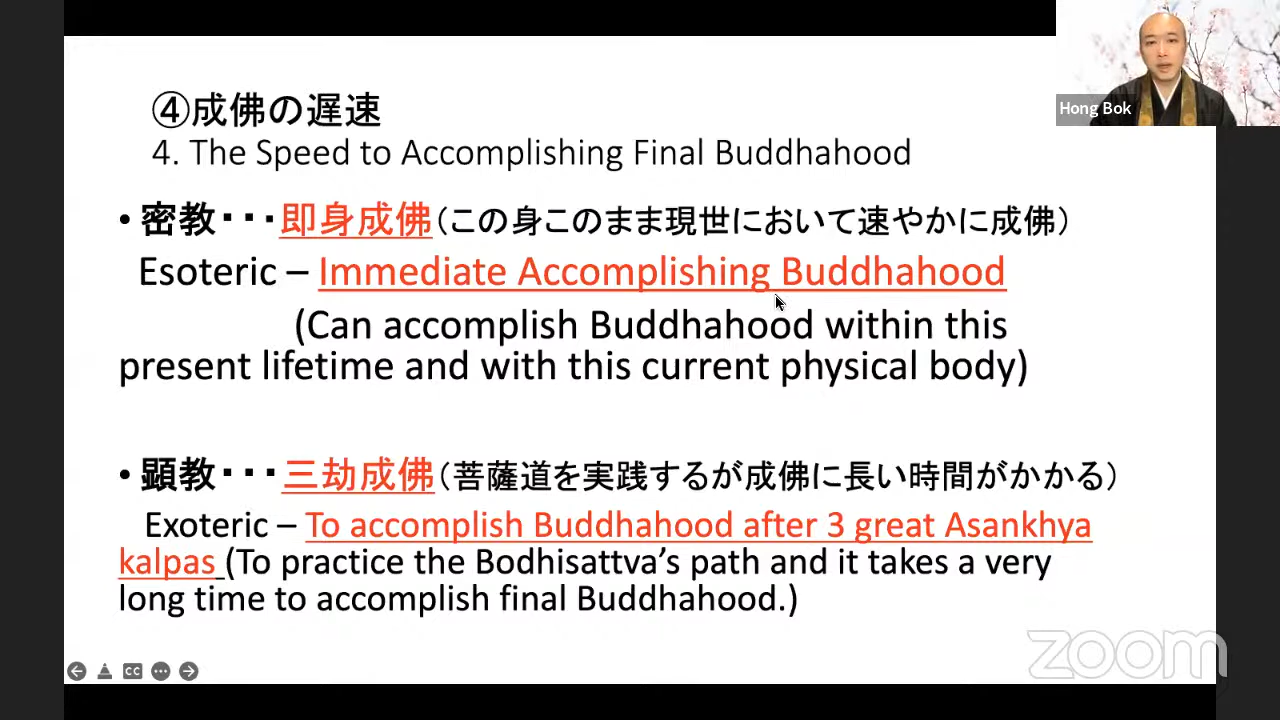 ④成佛の遅速
4. The Speed to Accomplishing Final Buddhahood
• 密教・・・即身成佛（この身このまま現世において速やかに成佛）
Esoteric – Immediate Accomplishing Buddhahood
(Can accomplish Buddhahood within this
present lifetime and with this current physical body)
• 顕教・・・三劫成佛（菩薩道を実践するが成佛に長い時間がかかる）
Exoteric – To accomplish Buddhahood after 3 great Asankhya
kalpas (To practice the Bodhisattva’s path and it takes a very
long time to accomplish final Buddhahood.)
Hong Bok
CC
zoom